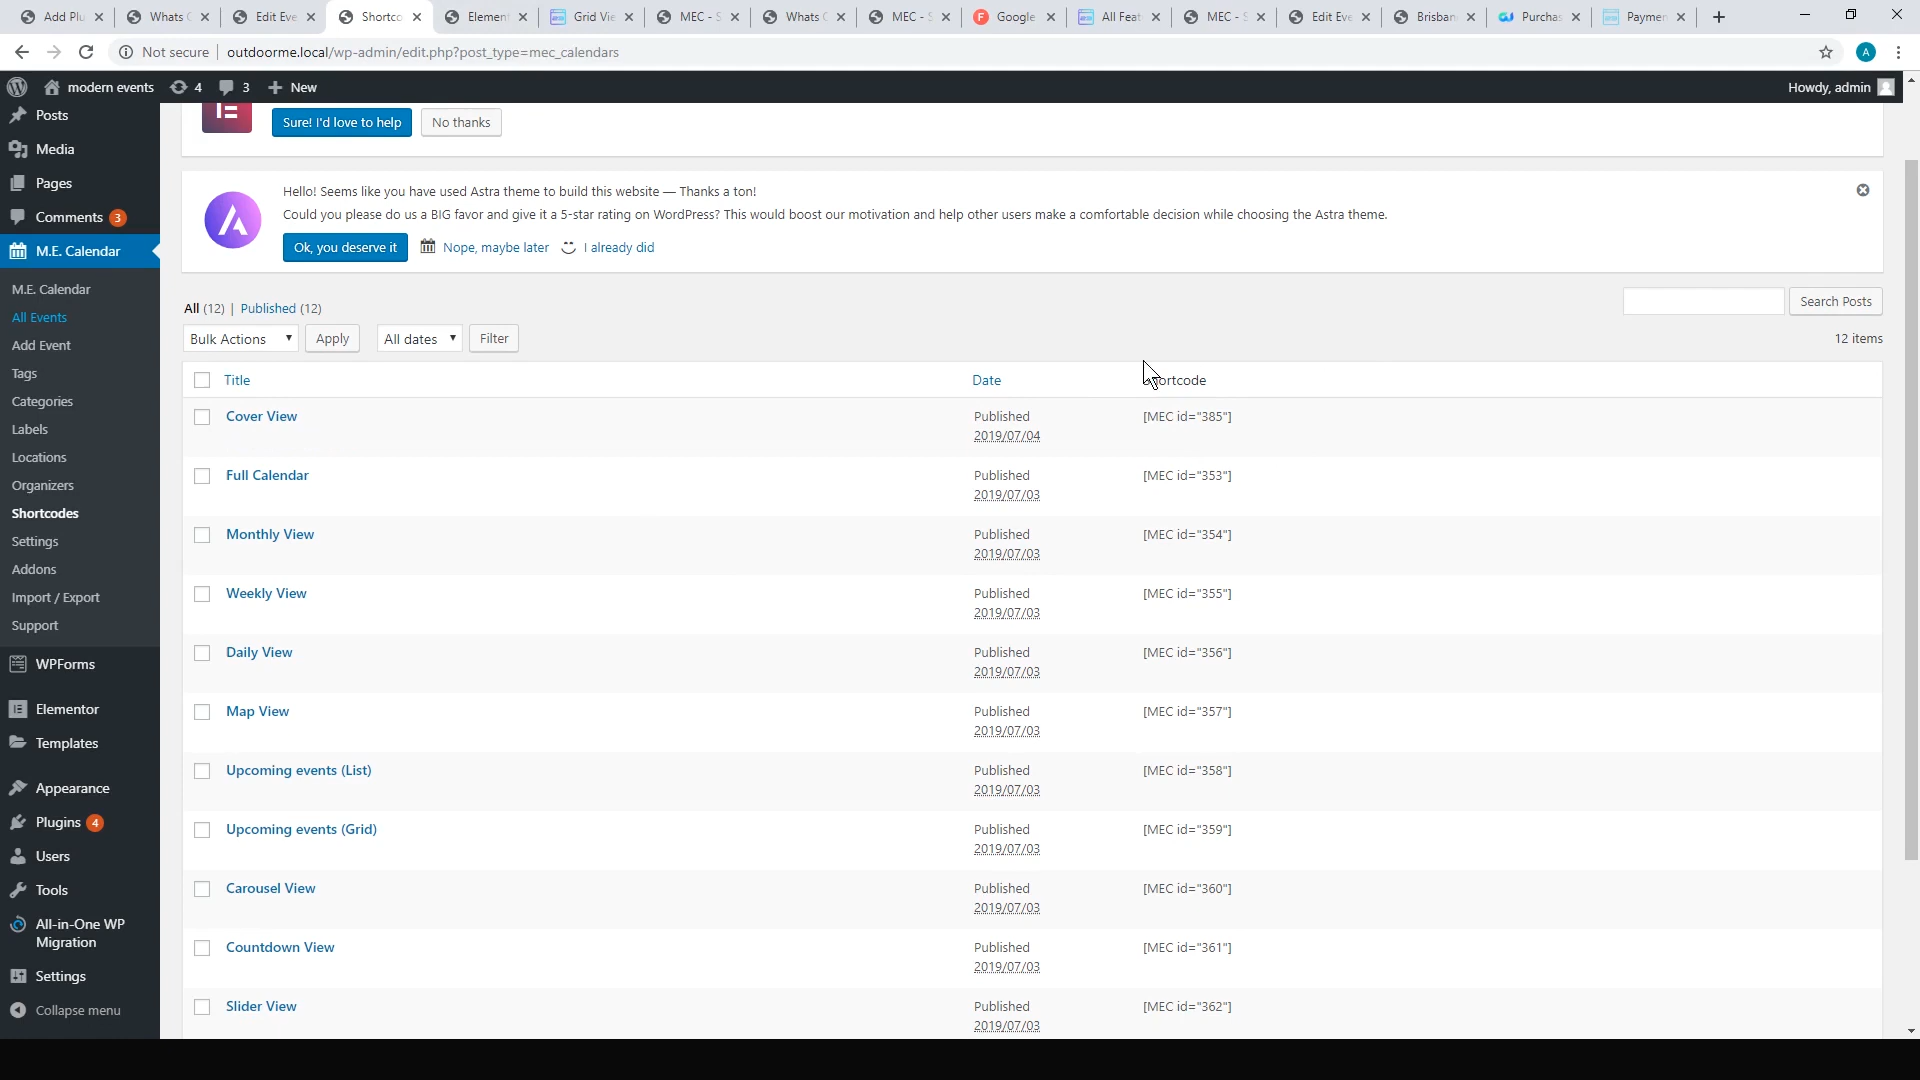 Add Plu
Whats
Edit Eve
Shortco
Element
Grid Vie
MEC - S
Whats
MEC - S
Google
All Feat
MEC - S
Edit Eve
Brisban
Purchas
Paymen
Not secure
outdoorme.local/wp-admin/edit.php?post_type=mec_calendars
A
modern events
4
3
New
Howdy, admin
Sure! I'd love to help
No thanks
Hello! Seems like you have used Astra theme to build this website — Thanks a ton!
Could you please do us a BIG favor and give it a 5-star rating on WordPress? This would boost our motivation and help other users make a comfortable decision while choosing the Astra theme.
Ok, you deserve it
Nope, maybe later
I already did
Posts
Media
Pages
Comments 3
M.E. Calendar
M.E. Calendar
All Events
Add Event
Tags
Categories
Labels
Locations
Organizers
Shortcodes
Settings
Addons
Import / Export
Support
WPForms
Elementor
Templates
Appearance
Plugins 4
Users
Tools
All-in-One WP
Migration
Settings
Collapse menu
All (12) | Published (12)
Search Posts
Bulk Actions
Apply
All dates
Filter
12 items
Title Date Shortcode
Cover View Published [MEC id="385"]
2019/07/04
Full Calendar Published [MEC id="353"]
2019/07/03
Monthly View Published [MEC id="354"]
2019/07/03
Weekly View Published [MEC id="355"]
2019/07/03
Daily View Published [MEC id="356"]
2019/07/03
Map View Published [MEC id="357"]
2019/07/03
Upcoming events (List) Published [MEC id="358"]
2019/07/03
Upcoming events (Grid) Published [MEC id="359"]
2019/07/03
Carousel View Published [MEC id="360"]
2019/07/03
Countdown View Published [MEC id="361"]
2019/07/03
Slider View Published [MEC id="362"]
2019/07/03